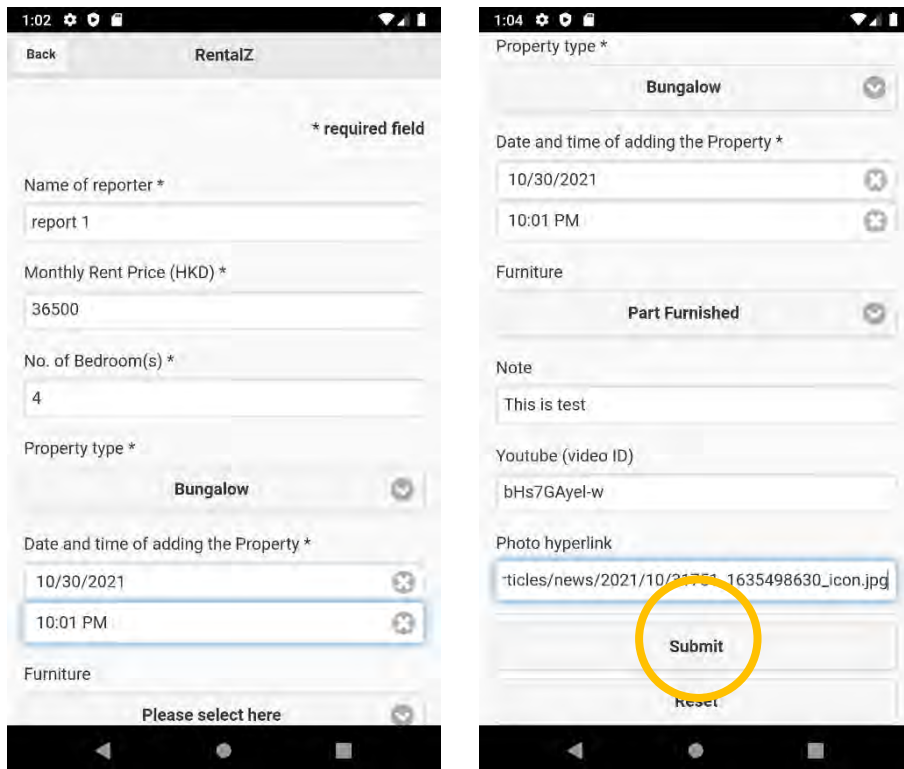 1:02
Back RentalZ
* required field
Name of reporter *
report 1
Monthly Rent Price (HKD) *
36500
No. of Bedroom(s) *
4
Property type *
Bungalow
Date and time of adding the Property *
10/30/2021
10:01 PM
Furniture
Please select here
1:04
Property type *
Bungalow
Date and time of adding the Property *
10/30/2021
10:01 PM
Furniture
Part Furnished
Note
This is test
Youtube (video ID)
bHs7GAyel-w
Photo hyperlink
ticles/news/2021/10/31751_1635498630_icon.jpg
Submit
Reset